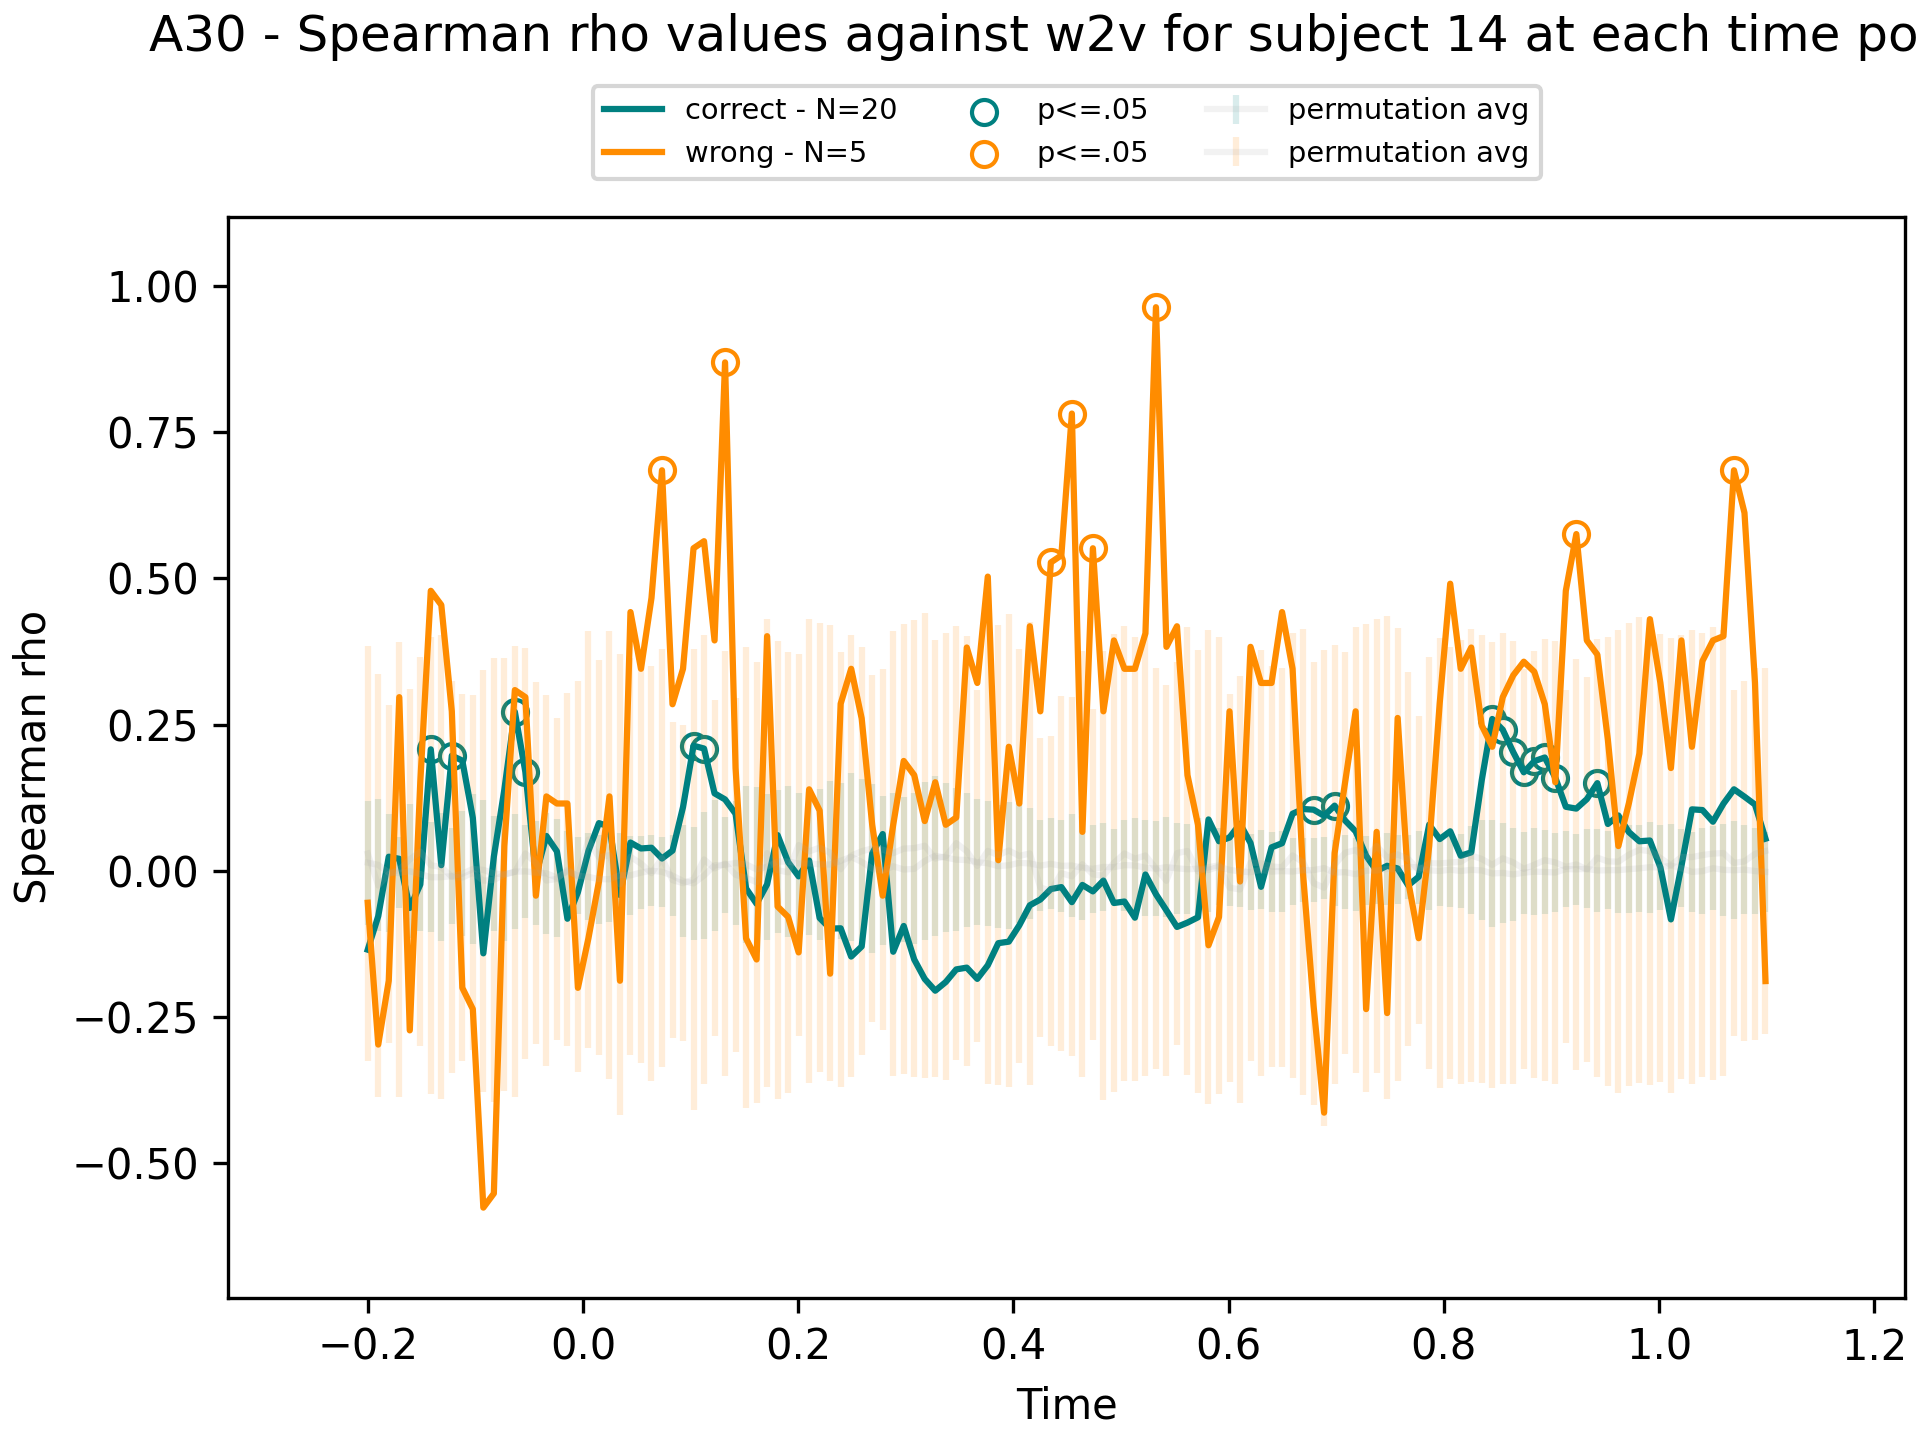 A30 - Spearman rho values against w2v for subject 14 at each time po
correct - N=20
wrong - N=5
p<=.05
p<=.05
permutation avg
permutation avg
Spearman rho
1.00
0.75
0.50
0.25
0.00
−0.25
−0.50
−0.2 0.0 0.2 0.4 0.6 0.8 1.0 1.2
Time